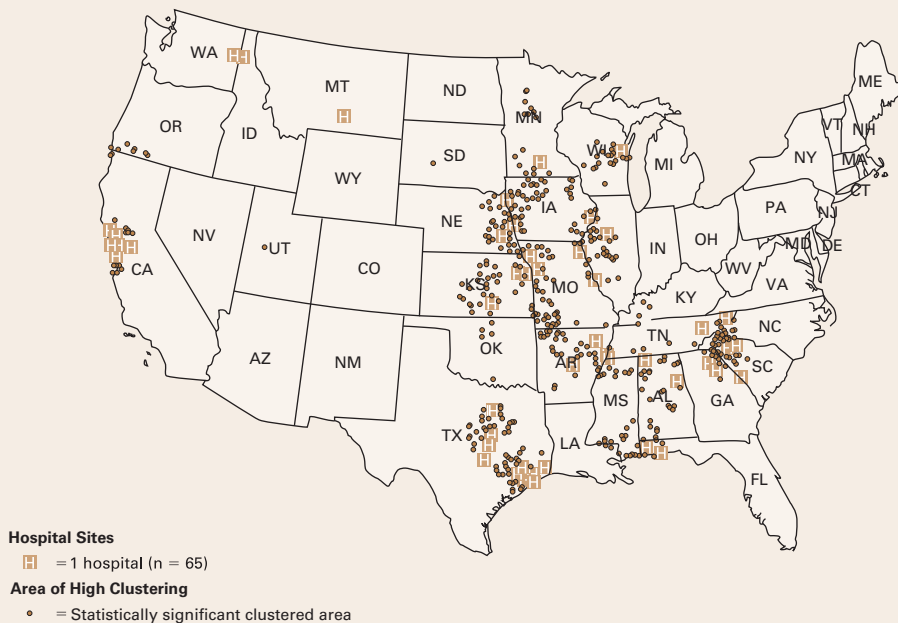 WA
MT
ND
MN
ME
OR
ID
SD
WI
MI
VT
NH
NY
MA
CT
WY
IA
PA
NJ
NE
NV
UT
IN
OH
MD
DE
CA
CO
KS
MO
WV
VA
KY
AZ
NM
OK
AR
TN
NC
SC
TX
LA
MS
AL
GA
FL
Hospital Sites
H = 1 hospital (n = 65)
Area of High Clustering
= Statistically significant clustered area